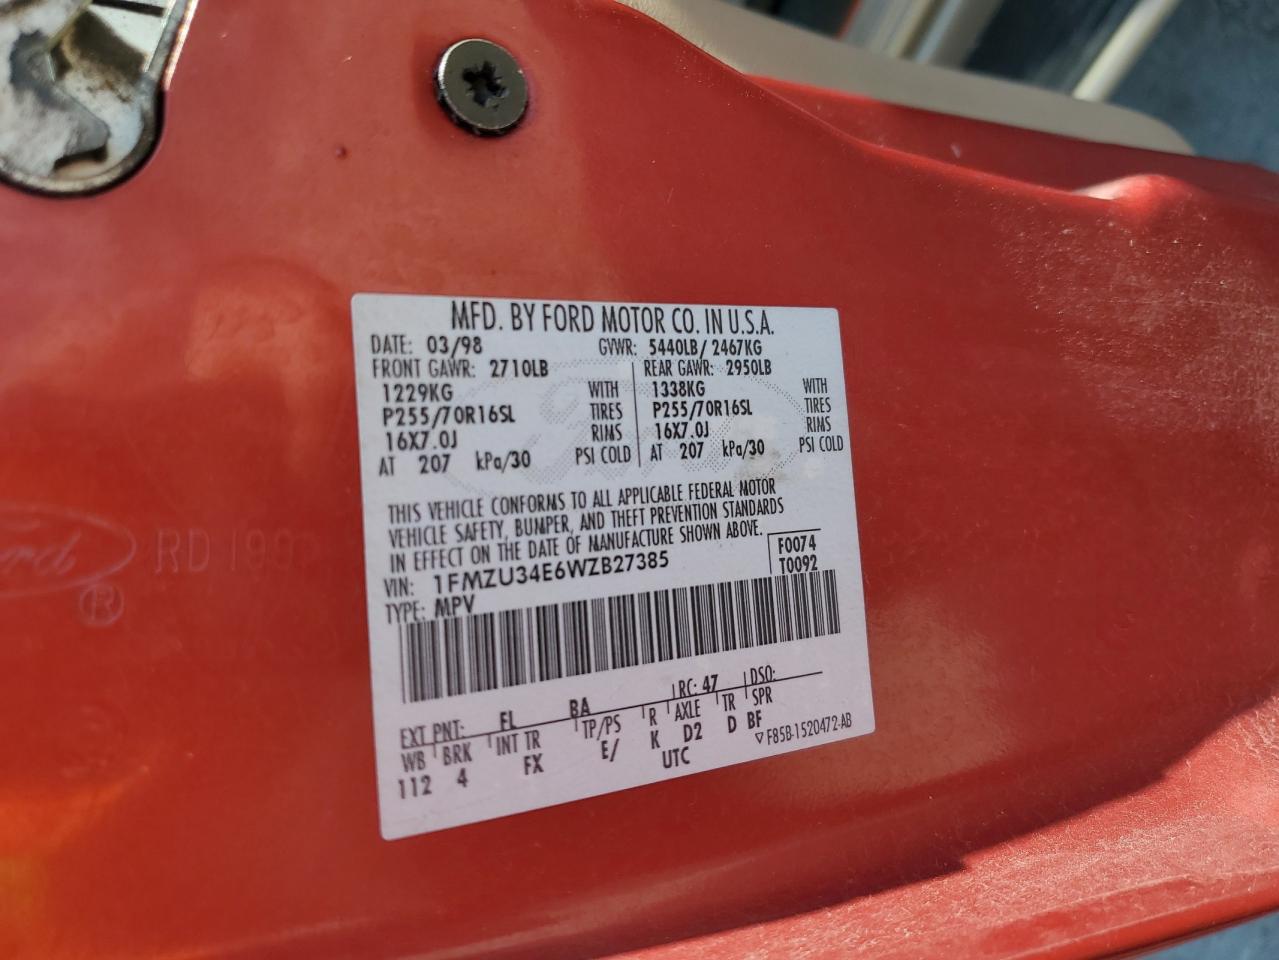 MFD. BY FORD MOTOR CO. IN U.S.A.
DATE: 03/98 GVWR: 5440LB/ 2467KG
FRONT GAWR: 2710LB REAR GAWR: 2950LB
1229KG WITH 1338KG WITH
P255/70R16SL TIRES P255/70R16SL TIRES
16X7.0J RIMS 16X7.0J RIMS
AT 207 kPa/30 PSI COLD AT 207 kPa/30 PSI COLD
THIS VEHICLE CONFORMS TO ALL APPLICABLE FEDERAL MOTOR
VEHICLE SAFETY, BUMPER, AND THEFT PREVENTION STANDARDS
IN EFFECT ON THE DATE OF MANUFACTURE SHOWN ABOVE.
VIN: 1FMZU34E6WZB27385 F0074
TYPE: MPV T0092
EXT PNT: EL BA RC: 47 DSO:
WB BRK INT TR TP/PS R AXLE TR SPR
112 4 FX E/ K D2 D BF
UTC ▽ F85B-1520472-AB
Ford ®
RD 199